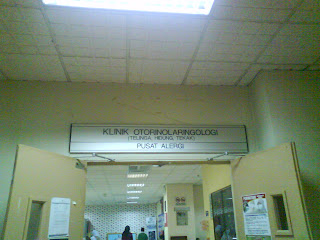 KLINIK OTORINOLARINGOLOGI
(TELINGA, HIDUNG, TEKAK)
PUSAT ALERGI